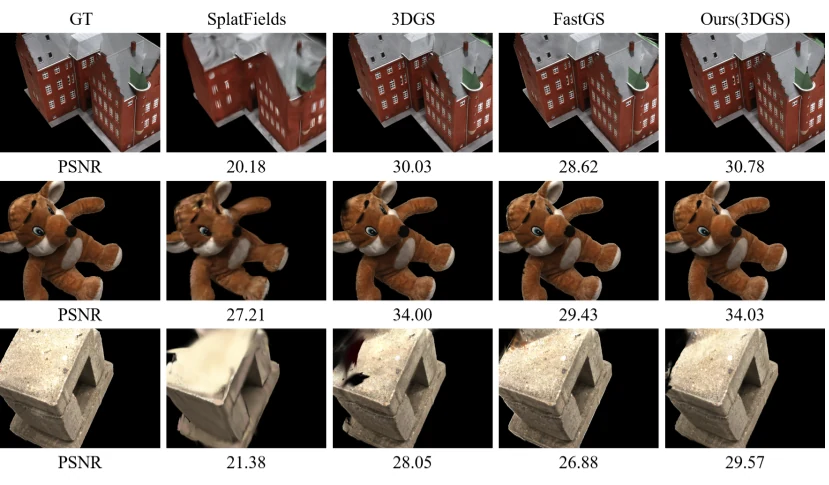 GT SplatFields 3DGS FastGS Ours(3DGS)
PSNR 20.18 30.03 28.62 30.78
PSNR 27.21 34.00 29.43 34.03
PSNR 21.38 28.05 26.88 29.57